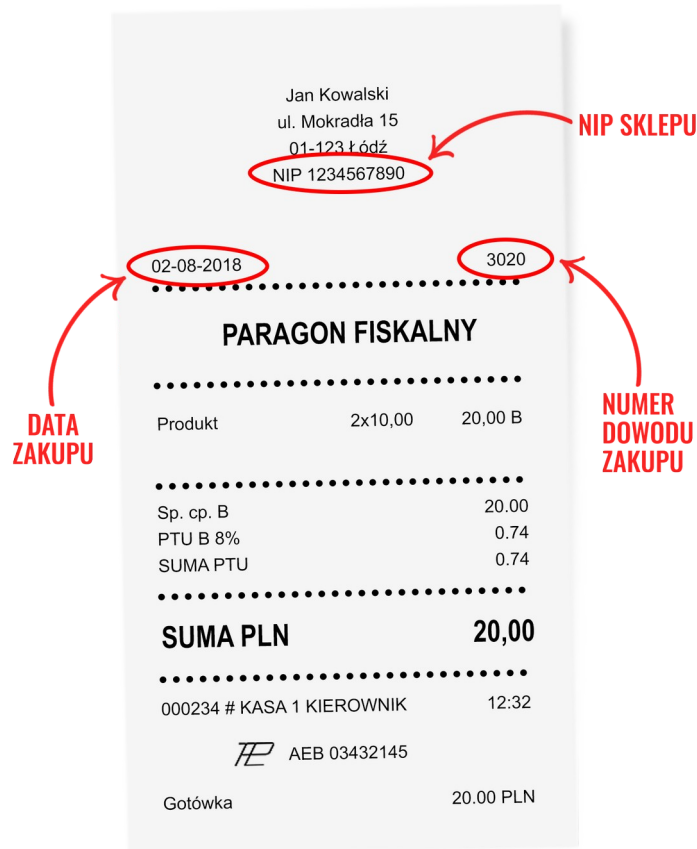 Jan Kowalski
ul. Mokradła 15
01-123 Łódź
NIP 1234567890
NIP SKLEPU
02-08-2018 3020
PARAGON FISKALNY
DATA
ZAKUPU
NUMER
DOWODU
ZAKUPU
Produkt 2x10,00 20,00 B
Sp. cp. B 20.00
PTU B 8% 0.74
SUMA PTU 0.74
SUMA PLN 20,00
000234 # KASA 1 KIEROWNIK 12:32
AEB 03432145
Gotówka 20.00 PLN